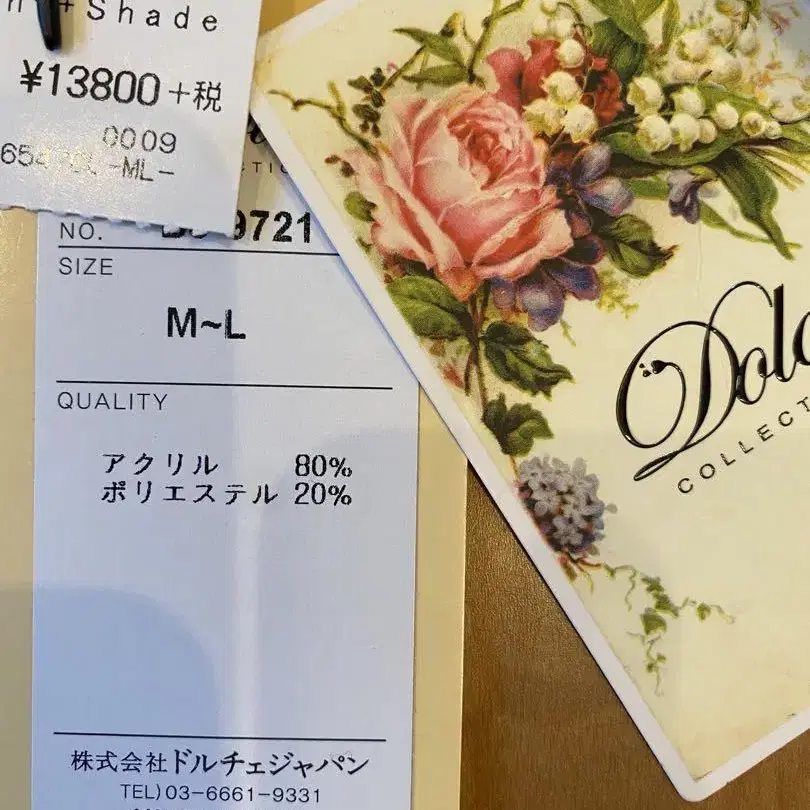 +Shade
¥13800+税
0009
-ML-
NO. 9721
SIZE
M~L
QUALITY
アクリル 80%
ポリエステル 20%
株式会社ドルチェジャパン
TEL)03-6661-9331
Dolc
COLLECT